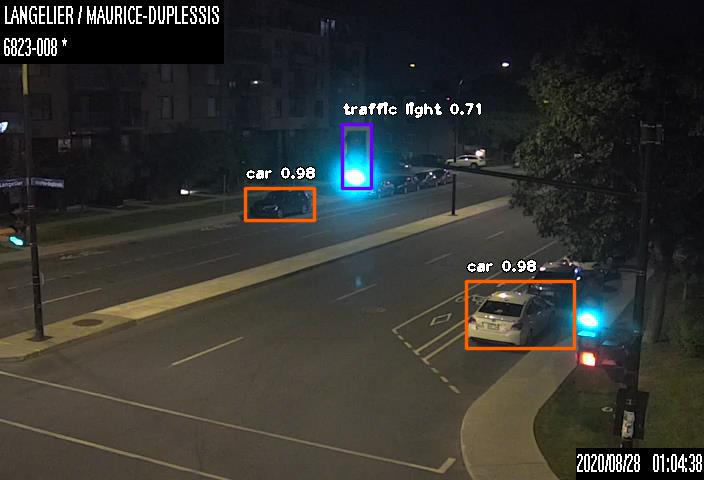 LANGELIER / MAURICE-DUPLESSIS
6823-008 *
traffic light 0.71
car 0.98
car 0.98
Langelier
2020/08/28 01:04:38